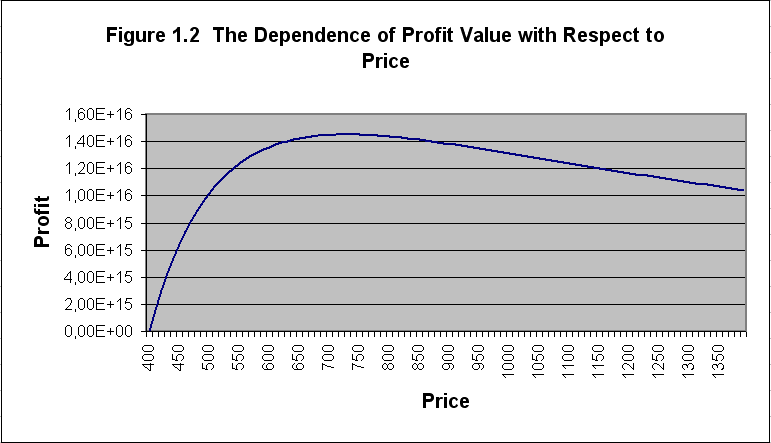 Figure 1.2 The Dependence of Profit Value with Respect to
Price
1,60E+16
1,40E+16
1,20E+16
1,00E+16
8,00E+15
6,00E+15
4,00E+15
2,00E+15
0,00E+00
Profit
400 450 500 550 600 650 700 750 800 850 900 950 1000 1050 1100 1150 1200 1250 1300 1350
Price